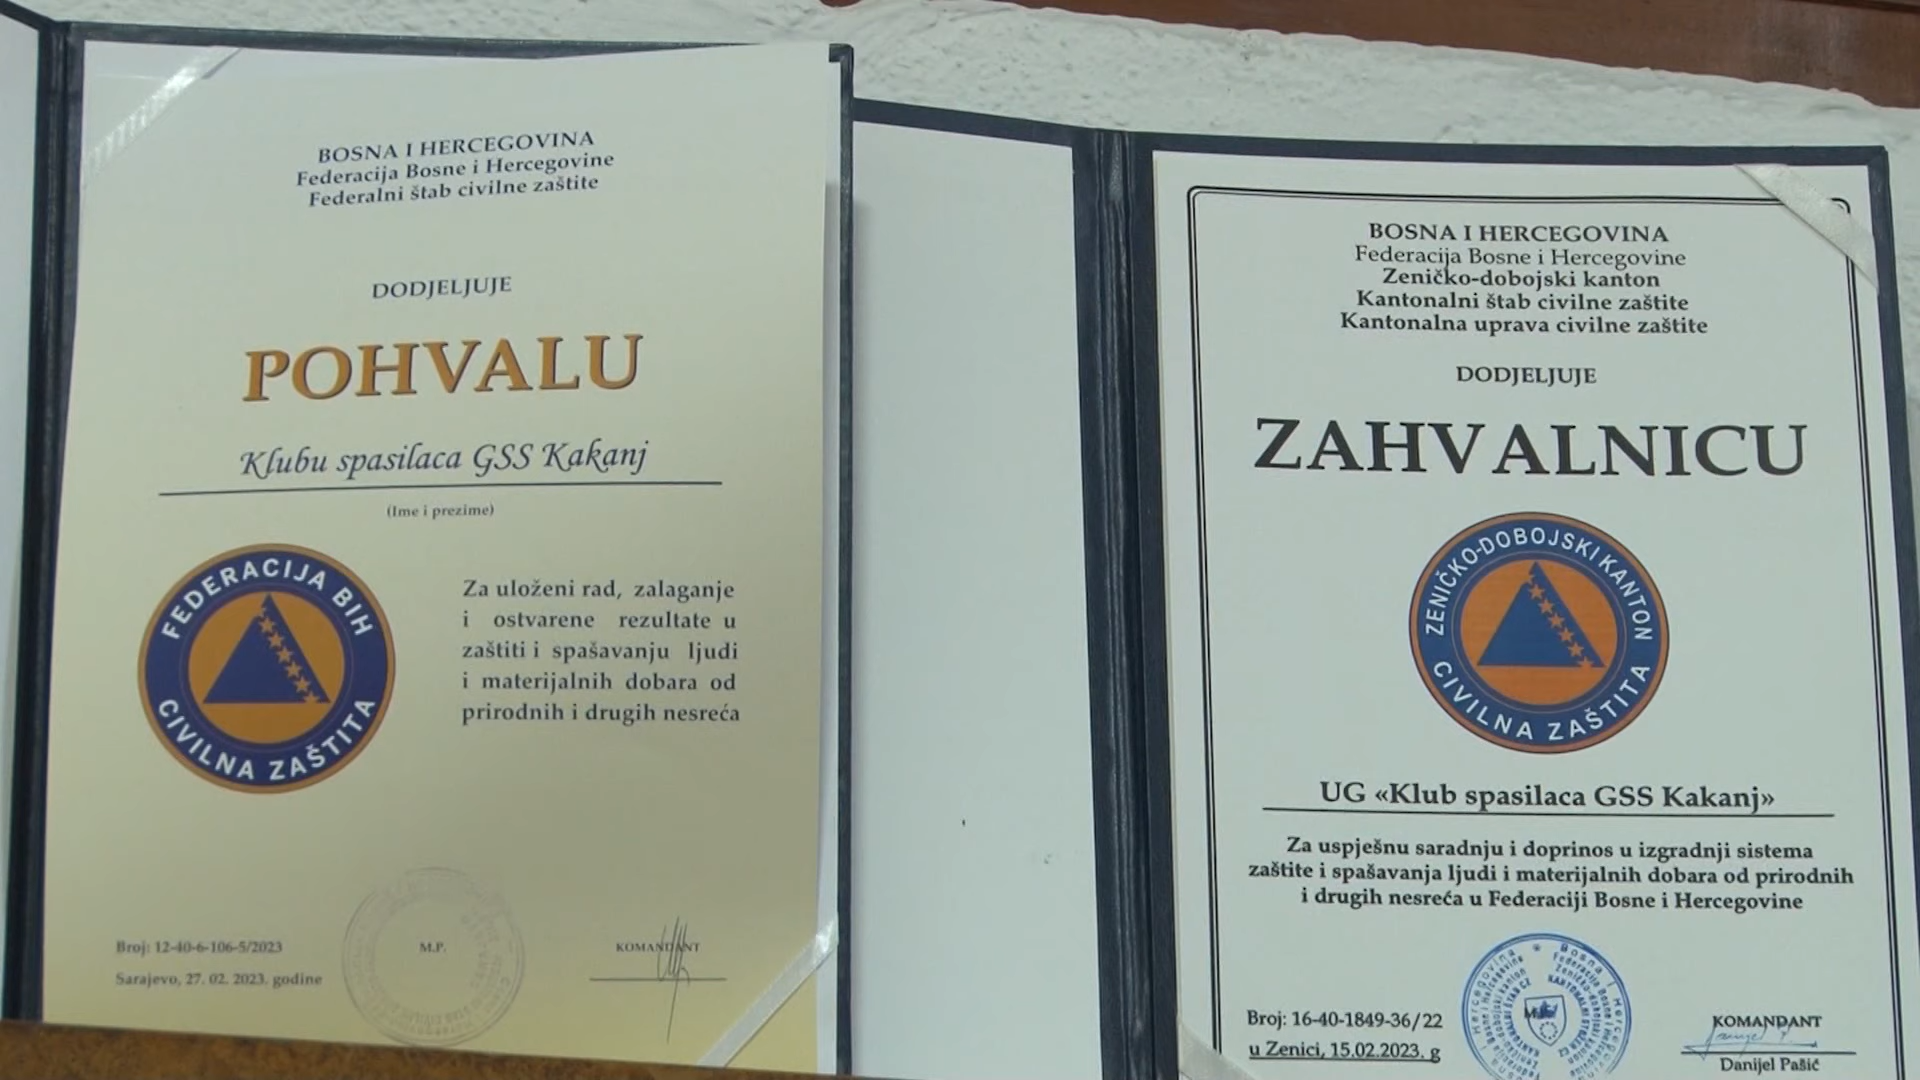 BOSNA I HERCEGOVINA
Federacija Bosne i Hercegovine
Federalni štab civilne zaštite
DODJELJUJE
POHVALU
Klubu spasilaca GSS Kakanj
(Ime i prezime)
FEDERACIJA BIH
CIVILNA ZAŠTITA
Za uloženi rad, zalaganje
i ostvarene rezultate u
zaštiti i spašavanju ljudi
i materijalnih dobara od
prirodnih i drugih nesreća
Broj: 12-40-6-106-5/2023
Sarajevo, 27. 02. 2023. godine
M.P.
KOMANDANT
BOSNA I HERCEGOVINA
Federacija Bosne i Hercegovine
Zeničko-dobojski kanton
Kantonalni štab civilne zaštite
Kantonalna uprava civilne zaštite
DODJELJUJE
ZAHVALNICU
ZENIČKO-DOBOJSKI KANTON
CIVILNA ZAŠTITA
UG «Klub spasilaca GSS Kakanj»
Za uspješnu saradnju i doprinos u izgradnji sistema
zaštite i spašavanja ljudi i materijalnih dobara od prirodnih
i drugih nesreća u Federaciji Bosne i Hercegovine
Broj: 16-40-1849-36/22
u Zenici, 15.02.2023. g
KOMANDANT
Danijel Pašić